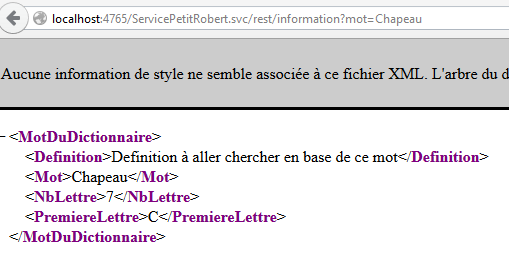 localhost:4765/ServicePetitRobert.svc/rest/information?mot=Chapeau
Aucune information de style ne semble associée à ce fichier XML. L'arbre du d
-<MotDuDictionnaire>
<Definition>Definition à aller chercher en base de ce mot</Definition>
<Mot>Chapeau</Mot>
<NbLettre>7</NbLettre>
<PremiereLettre>C</PremiereLettre>
</MotDuDictionnaire>